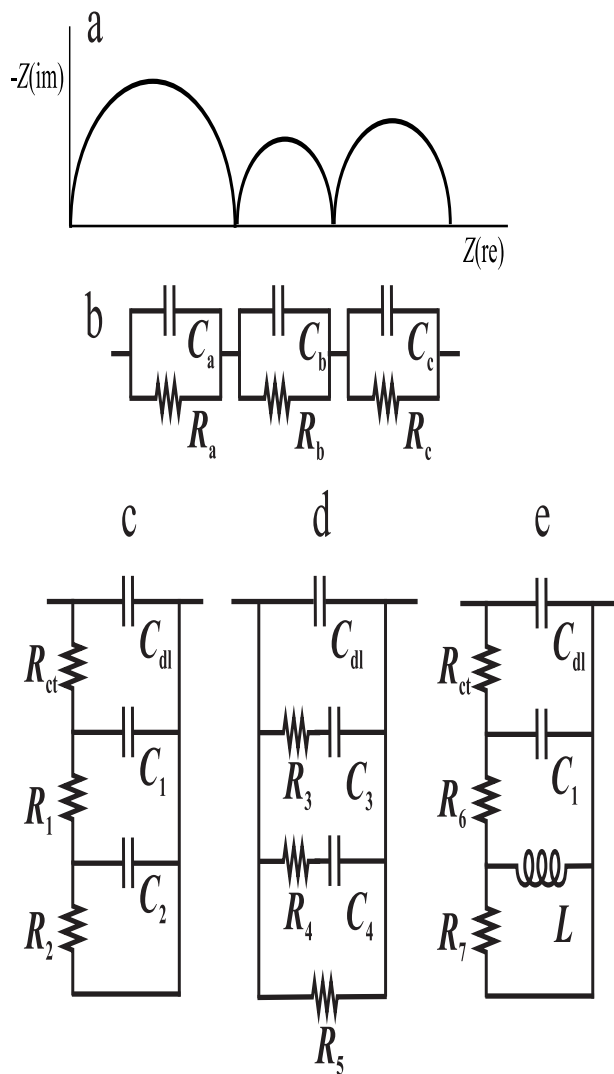 a
-Z(im)
Z(re)
b
Ca
Cb
Cc
Ra
Rb
Rc
c
d
e
Cdl
Cdl
Cdl
Rct
Rct
C1
R3
C3
C1
R1
R6
C2
R4
C4
L
R2
R7
R5